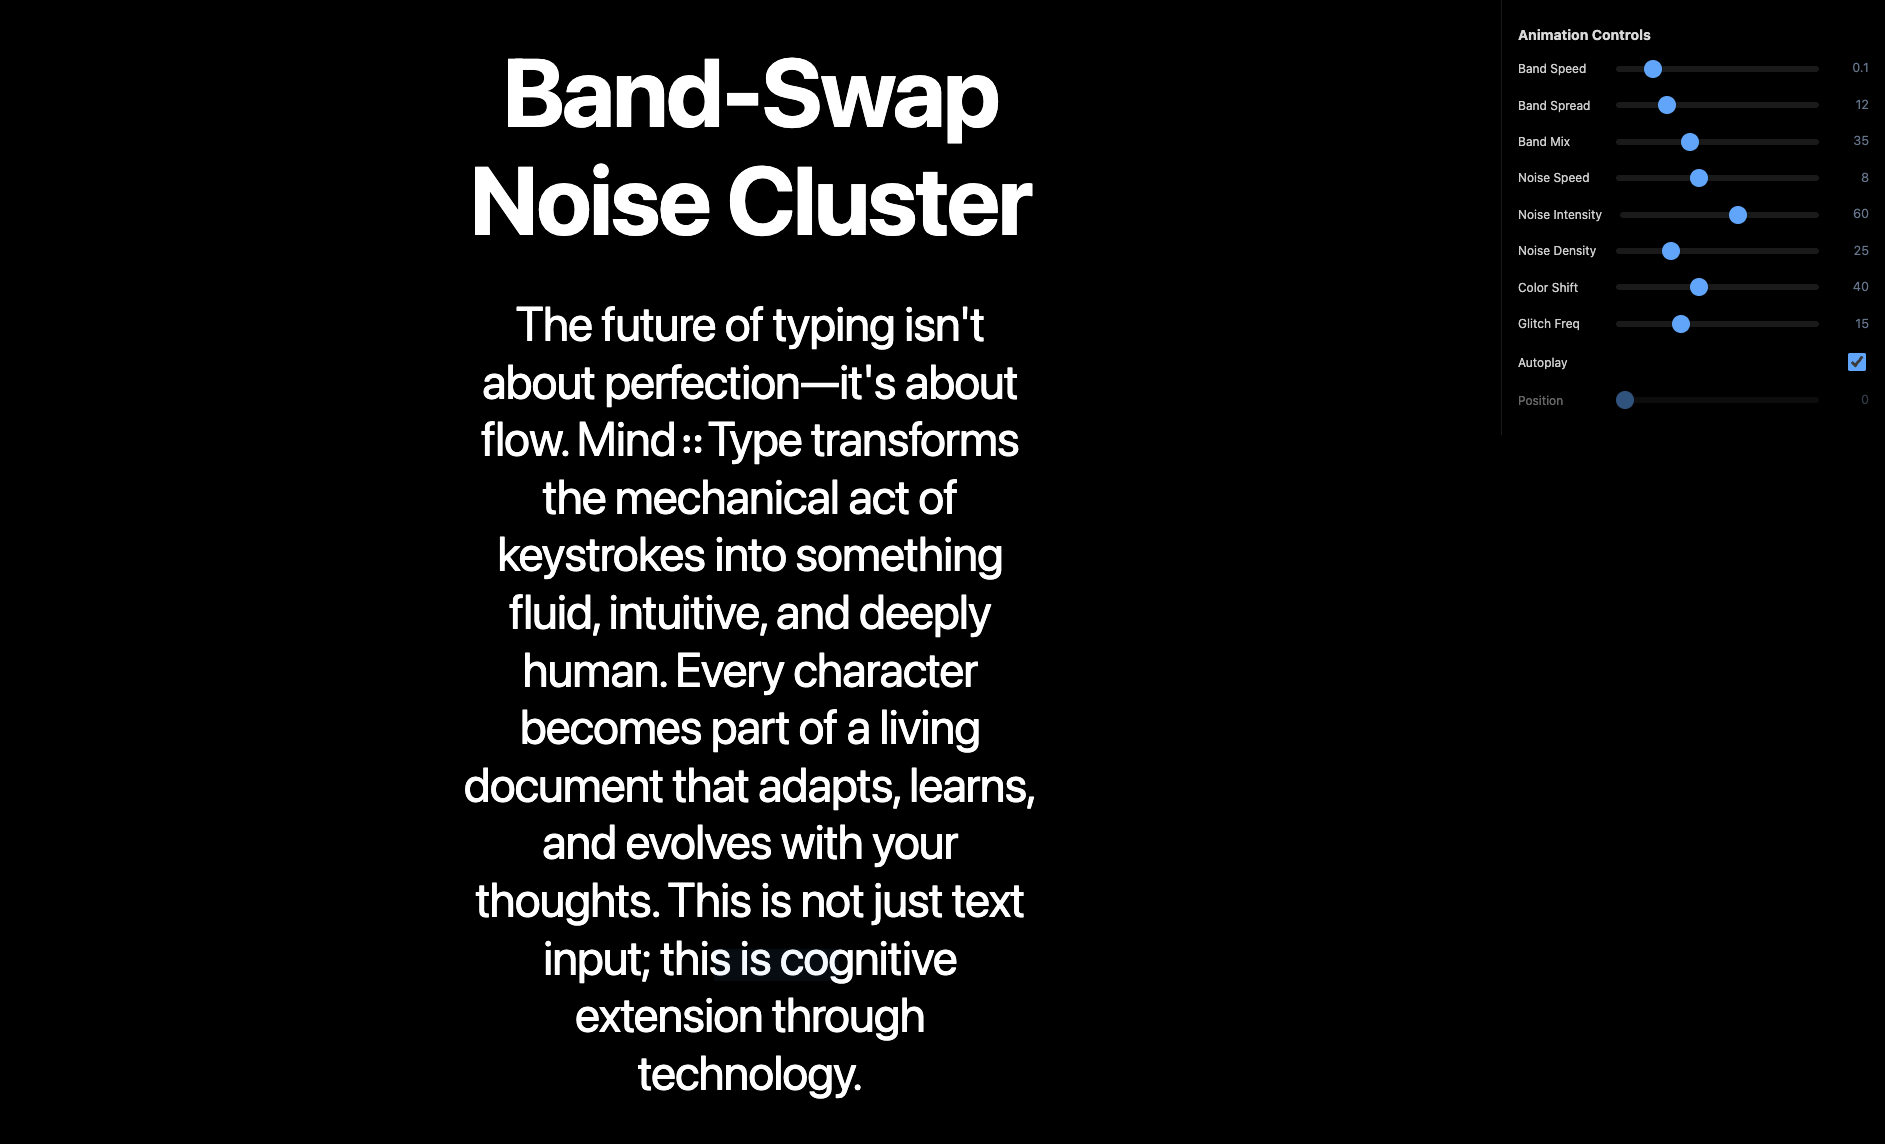 Band-Swap
Noise Cluster
The future of typing isn't
about perfection—it's about
flow. Mind::Type transforms
the mechanical act of
keystrokes into something
fluid, intuitive, and deeply
human. Every character
becomes part of a living
document that adapts, learns,
and evolves with your
thoughts. This is not just text
input; this is cognitive
extension through
technology.
Animation Controls
Band Speed 0.1
Band Spread 12
Band Mix 35
Noise Speed 8
Noise Intensity 60
Noise Density 25
Color Shift 40
Glitch Freq 15
Autoplay
Position 0